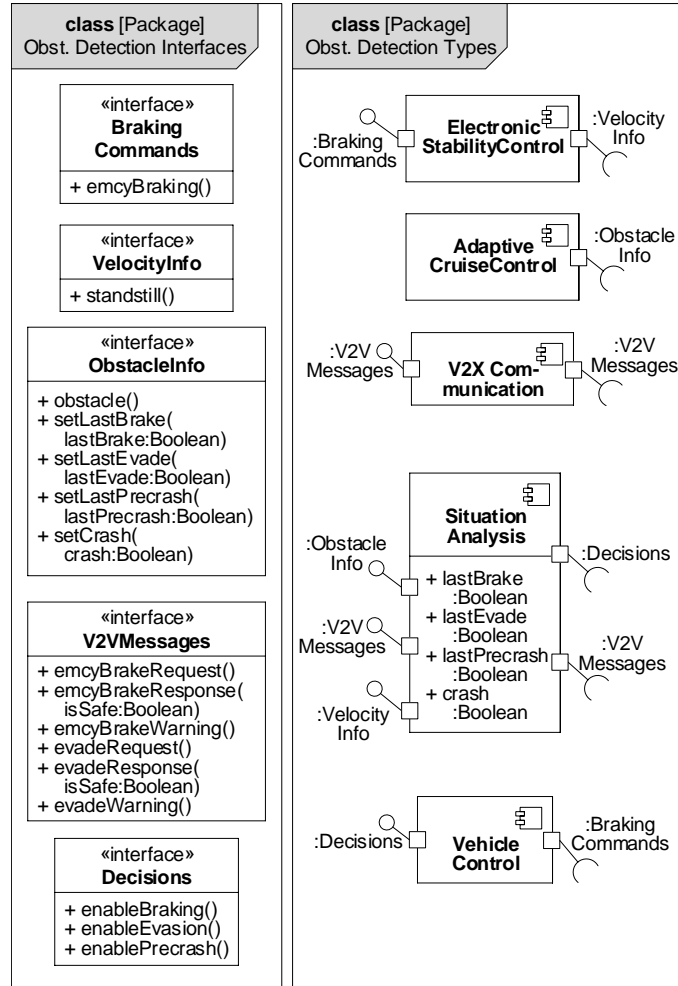 class [Package]
Obst. Detection Interfaces
«interface»
Braking
Commands
+ emcyBraking()
«interface»
VelocityInfo
+ standstill()
«interface»
ObstacleInfo
+ obstacle()
+ setLastBrake(
lastBrake:Boolean)
+ setLastEvade(
lastEvade:Boolean)
+ setLastPrecrash(
lastPrecrash:Boolean)
+ setCrash(
crash:Boolean)
«interface»
V2VMessages
+ emcyBrakeRequest()
+ emcyBrakeResponse(
isSafe:Boolean)
+ emcyBrakeWarning()
+ evadeRequest()
+ evadeResponse(
isSafe:Boolean)
+ evadeWarning()
«interface»
Decisions
+ enableBraking()
+ enableEvasion()
+ enablePrecrash()
class [Package]
Obst. Detection Types
:Braking
Commands
Electronic
StabilityControl
:Velocity
Info
Adaptive
CruiseControl
:Obstacle
Info
:V2V
Messages
V2X Com-
munication
:V2V
Messages
Situation
Analysis
:Obstacle
Info
:V2V
Messages
:Velocity
Info
+ lastBrake
:Boolean
+ lastEvade
:Boolean
+ lastPrecrash
:Boolean
+ crash
:Boolean
:Decisions
:V2V
Messages
:Decisions
Vehicle
Control
:Braking
Commands